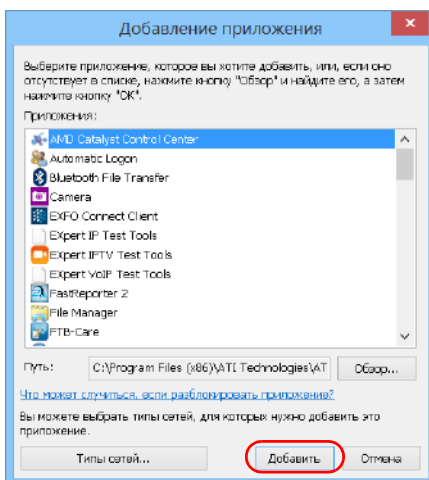 Добавление приложения
Выберите приложение, которое вы хотите добавить, или, если оно
отсутствует в списке, нажмите кнопку "Обзор" и найдите его, а затем
нажмите кнопку "ОК".
Приложения:
AMD Catalyst Control Center
Automatic Logon
Bluetooth File Transfer
Camera
EXFO Connect Client
EXpert IP Test Tools
EXpert IPTV Test Tools
EXpert VoIP Test Tools
FastReporter 2
File Manager
FTB-Care
Путь: C:\Program Files (x86)\ATI Technologies\AT Обзор...
Что может случиться, если разблокировать приложение?
Вы можете выбрать типы сетей, для которых нужно добавить это
приложение.
Типы сетей... Добавить Отмена